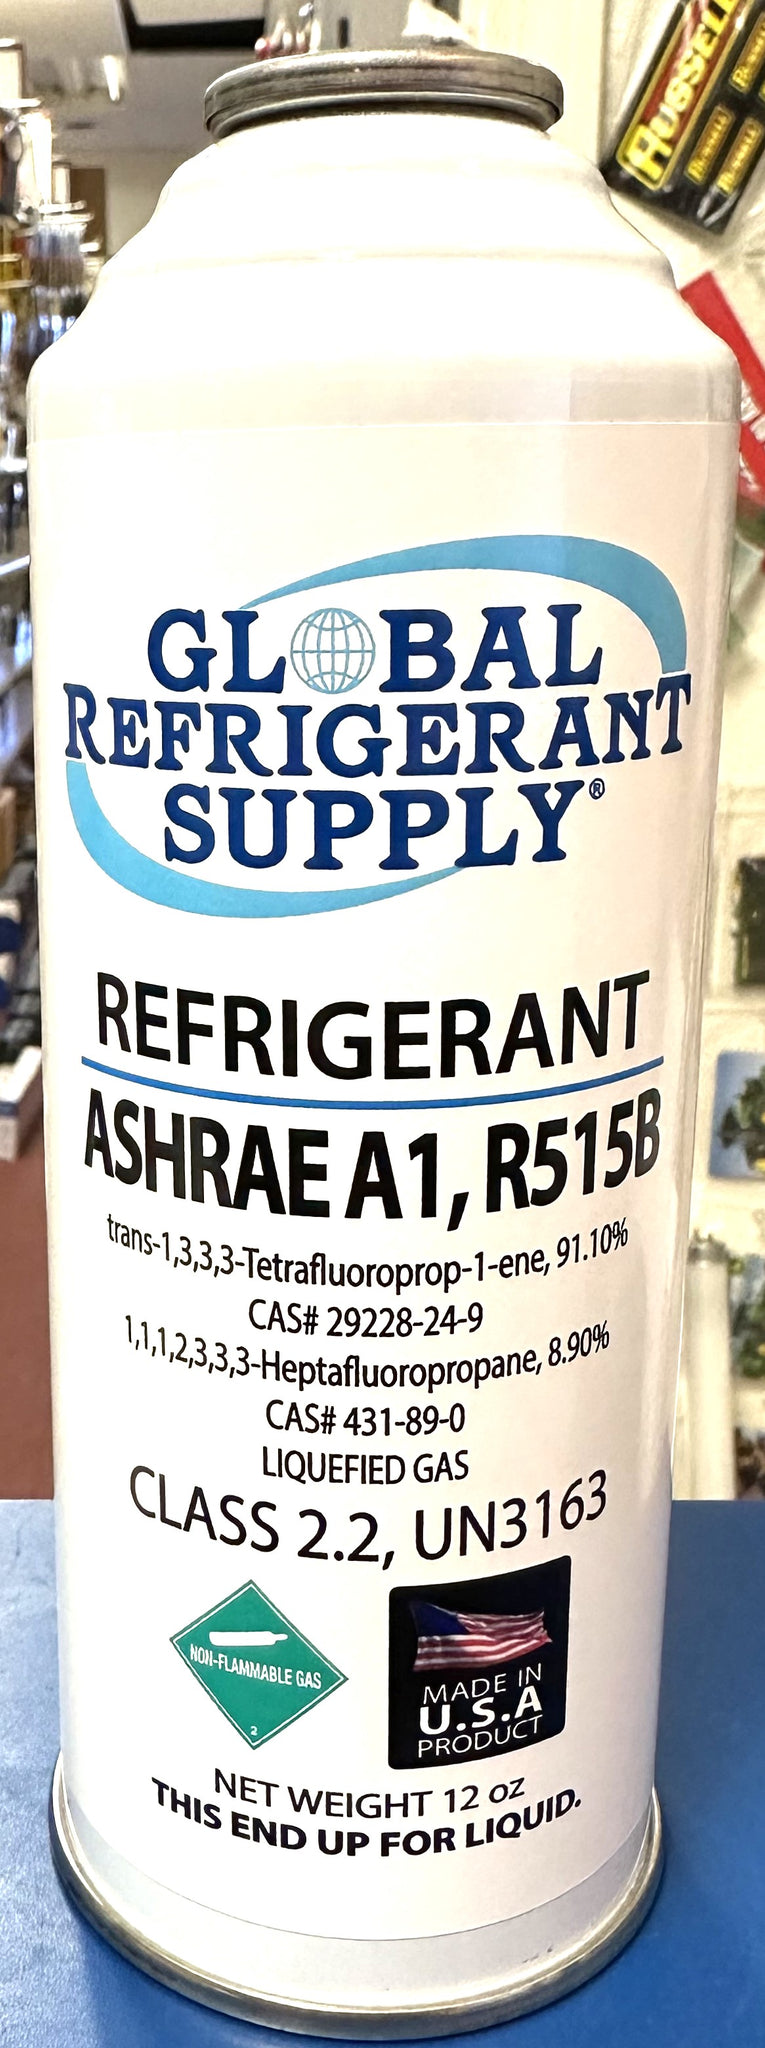 RUSSELL
GLOBAL
REFRIGERANT
SUPPLY®
REFRIGERANT
ASHRAE A1, R515B
trans-1,3,3,3-Tetrafluoroprop-1-ene, 91.10%
CAS# 29228-24-9
1,1,1,2,3,3,3-Heptafluoropropane, 8.90%
CAS# 431-89-0
LIQUEFIED GAS
CLASS 2.2, UN3163
NON-FLAMMABLE GAS
2
MADE IN
U.S.A
PRODUCT
NET WEIGHT 12 oz
THIS END UP FOR LIQUID.